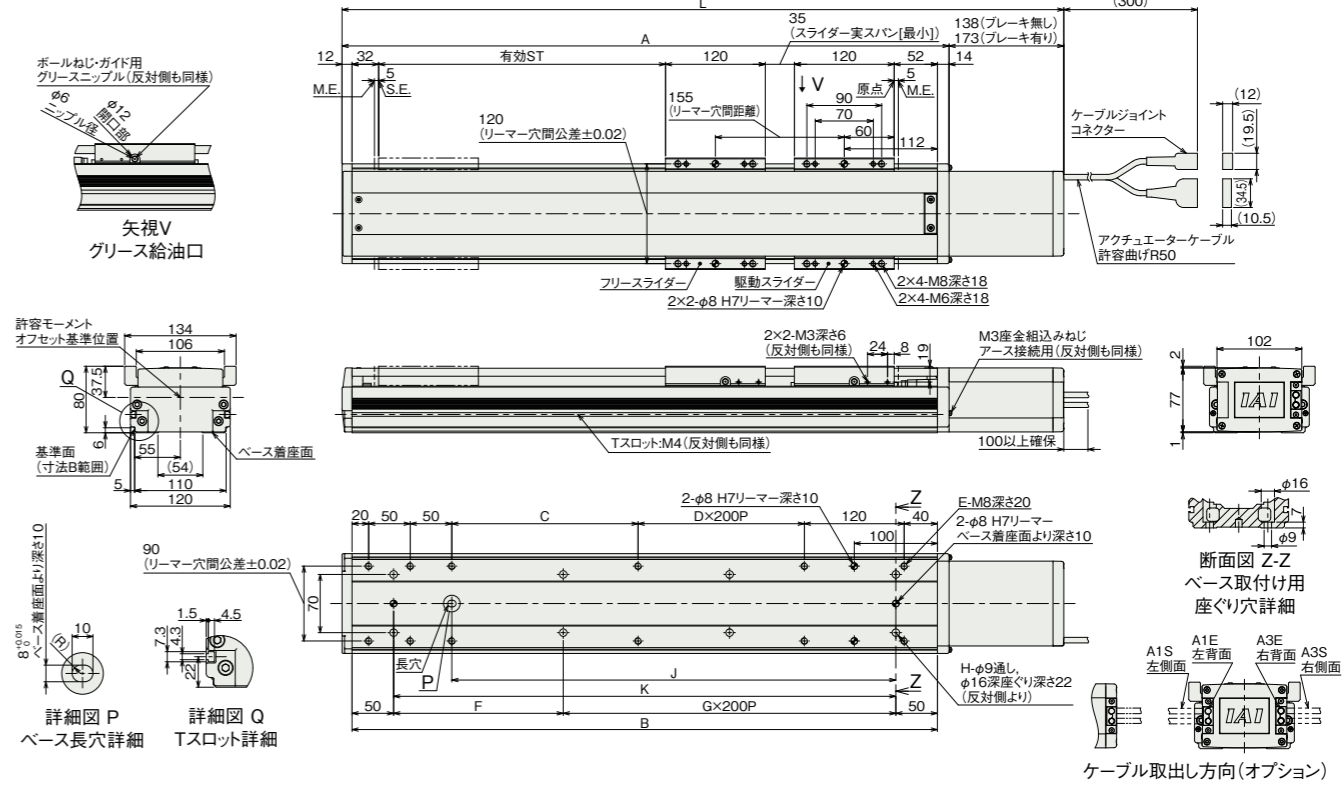 L
(300)
35
(スライダー実スパン[最小])
138(ブレーキ無し)
173(ブレーキ有り)
A
12
32
有効ST
120
120
52
14
5
M.E.
S.E.
↓V
原点
5
M.E.
155
(リーマー穴間距離)
90
70
60
112
120
(リーマー穴間公差±0.02)
ボールねじ・ガイド用
グリースニップル(反対側も同様)
φ6
ニップル径
φ12
開口部
矢視V
グリース給油口
ケーブルジョイント
コネクター
(12)
(19.5)
(34.5)
(10.5)
アクチュエーターケーブル
許容曲げR50
フリースライダー
駆動スライダー
2×2-φ8 H7リーマー深さ10
2×4-M8深さ18
2×4-M6深さ18
許容モーメント
オフセット基準位置
134
106
Q
80
37.5
6
基準面
(寸法B範囲)
55
(54)
ベース着座面
5
110
120
2×2-M3深さ6
(反対側も同様)
24
8
19
M3座金組込みねじ
アース接続用(反対側も同様)
Tスロット:M4(反対側も同様)
100以上確保
102
2
77
1
IAI
φ16
7
φ9
断面図 Z-Z
ベース取付け用
座ぐり穴詳細
2-φ8 H7リーマー深さ10
Z
E-M8深さ20
2-φ8 H7リーマー
ベース着座面より深さ10
20
50
50
C
D×200P
120
40
100
90
(リーマー穴間公差±0.02)
70
長穴
P
J
K
Z
H-φ9通し,
φ16深座ぐり深さ22
(反対側より)
50
F
G×200P
50
B
8+0.015 0
ベース着座面より深さ10
10
(R)
詳細図 P
ベース長穴詳細
1.5
4.5
7.3
4.3
22
詳細図 Q
Tスロット詳細
A1S
左側面
A1E
左背面
A3E
右背面
A3S
右側面
IAI
ケーブル取出し方向(オプション)